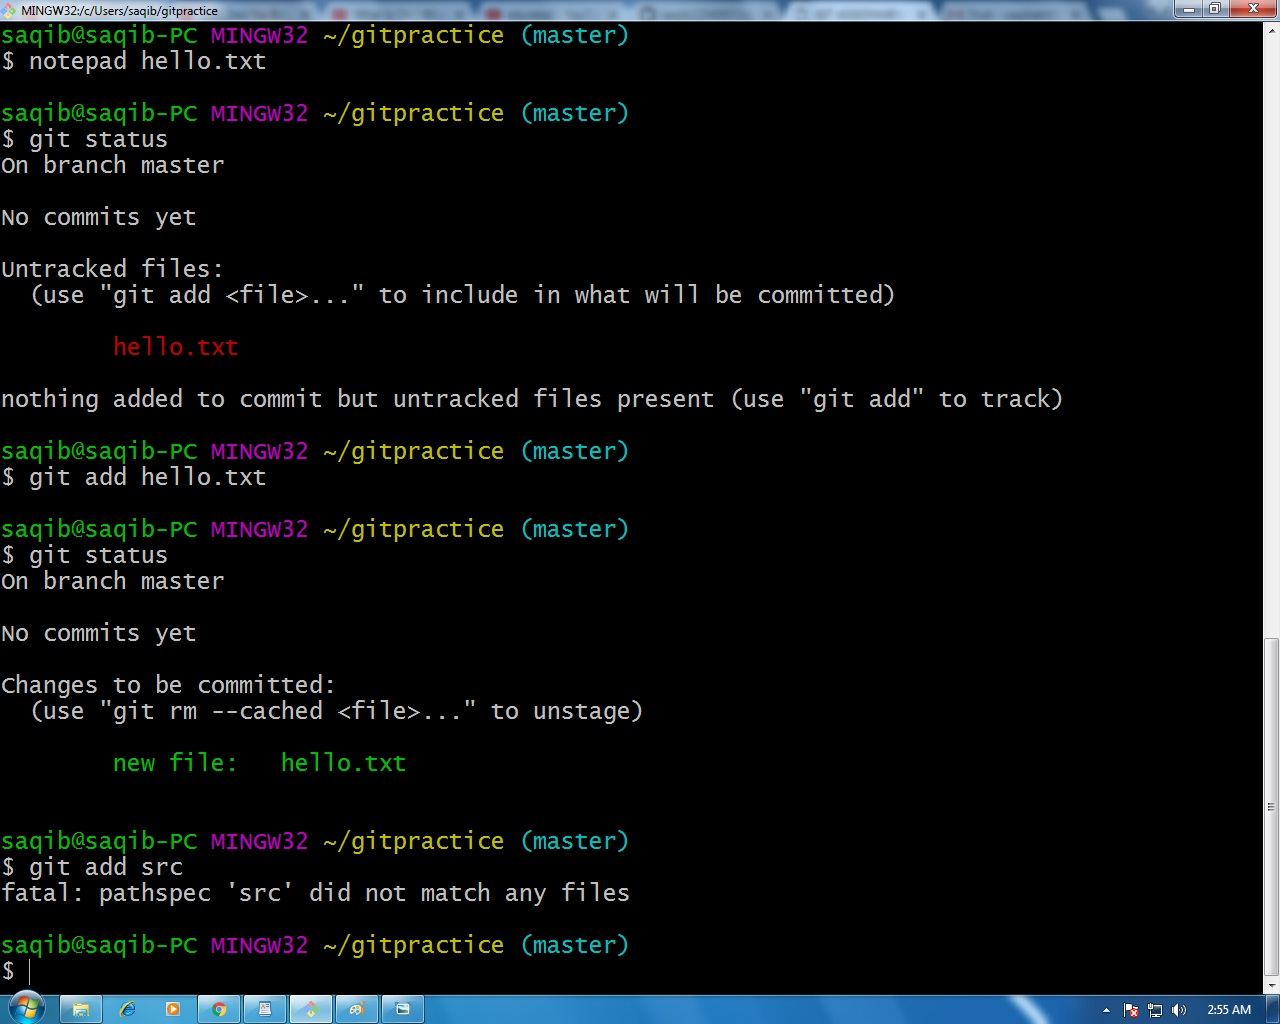 MINGW32:/c/Users/saqib/gitpractice
saqib@saqib-PC MINGW32 ~/gitpractice (master)
$ notepad hello.txt
saqib@saqib-PC MINGW32 ~/gitpractice (master)
$ git status
On branch master
No commits yet
Untracked files:
(use "git add <file>..." to include in what will be committed)
hello.txt
nothing added to commit but untracked files present (use "git add" to track)
saqib@saqib-PC MINGW32 ~/gitpractice (master)
$ git add hello.txt
saqib@saqib-PC MINGW32 ~/gitpractice (master)
$ git status
On branch master
No commits yet
Changes to be committed:
(use "git rm --cached <file>..." to unstage)
new file:   hello.txt
saqib@saqib-PC MINGW32 ~/gitpractice (master)
$ git add src
fatal: pathspec 'src' did not match any files
saqib@saqib-PC MINGW32 ~/gitpractice (master)
$
2:55 AM